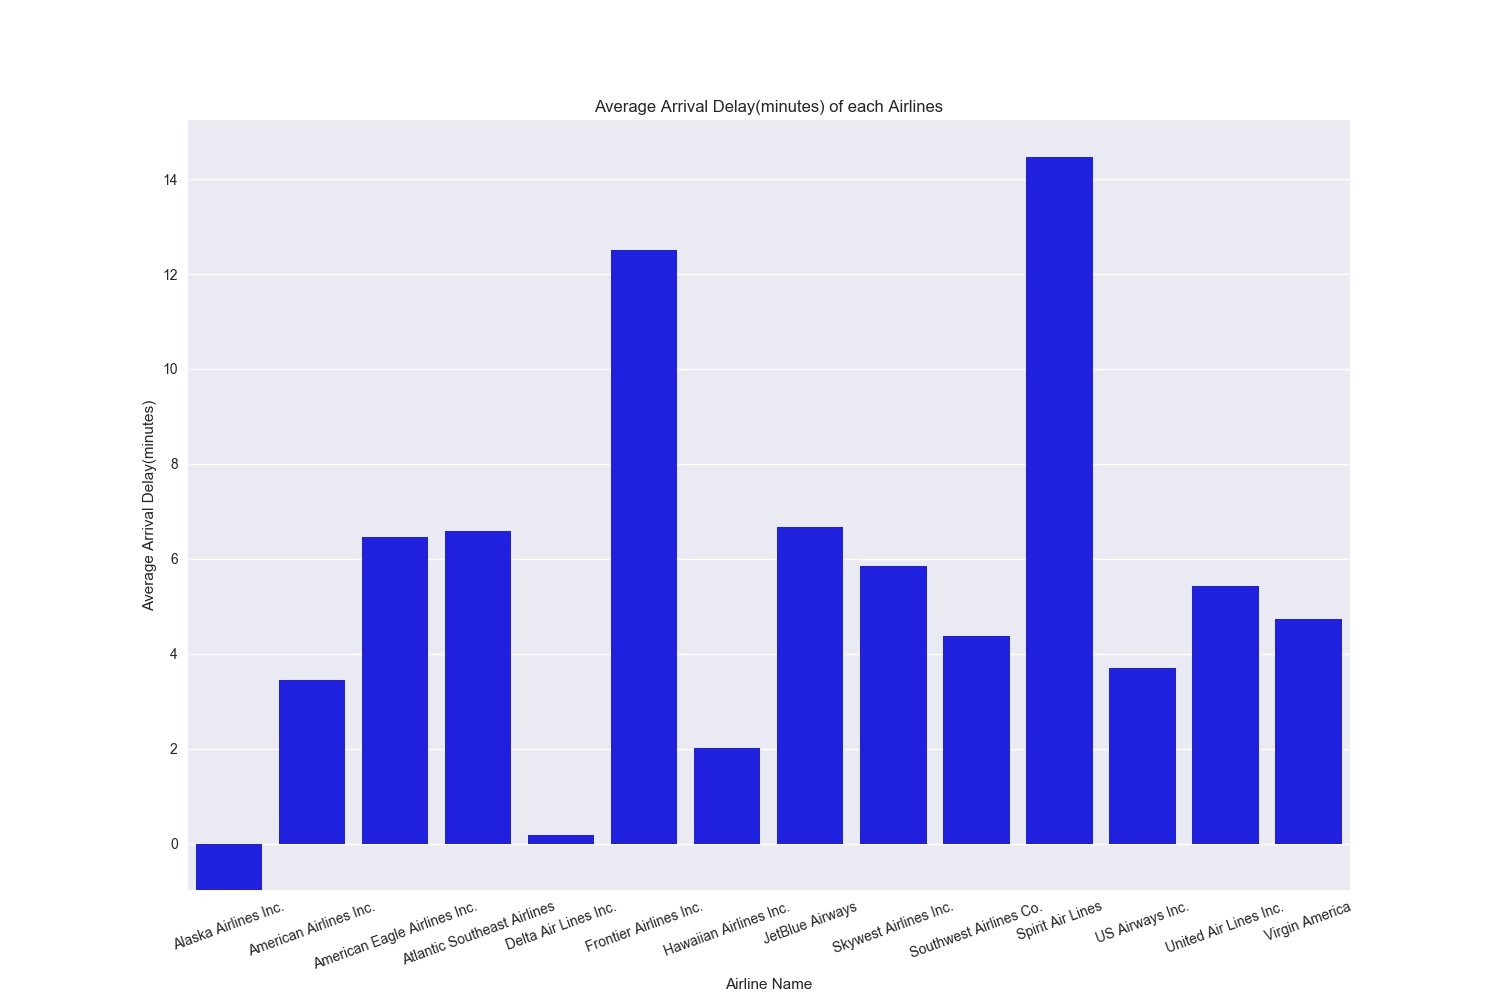 Average Arrival Delay(minutes) of each Airlines
14
12
10
8
6
4
2
0
Average Arrival Delay(minutes)
Alaska Airlines Inc.
American Airlines Inc.
American Eagle Airlines Inc.
Atlantic Southeast Airlines
Delta Air Lines Inc.
Frontier Airlines Inc.
Hawaiian Airlines Inc.
JetBlue Airways
Skywest Airlines Inc.
Southwest Airlines Co.
Spirit Air Lines
US Airways Inc.
United Air Lines Inc.
Virgin America
Airline Name